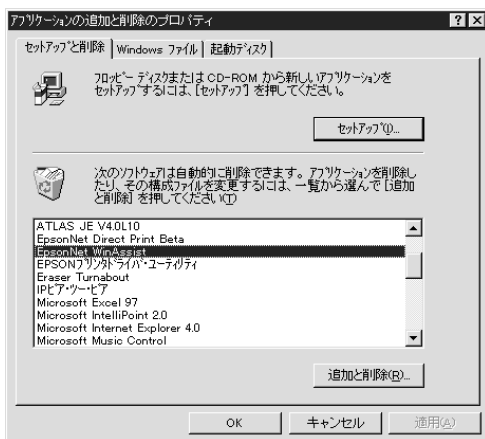 アプリケーションの追加と削除のプロパティ
セットアップと削除 Windows ファイル 起動ディスク
フロッピー ディスクまたは CD-ROM から新しいアプリケーションを
セットアップするには、[セットアップ] を押してください。
セットアップ(I)...
次のソフトウェアは自動的に削除できます。アプリケーションを削除し
たり、その構成ファイルを変更するには、一覧から選んで [追加
と削除] を押してください(T)
ATLAS JE V4.0L10
EpsonNet Direct Print Beta
EpsonNet WinAssist
EPSONプリンタドライバ・ユーティリティ
Eraser Turnabout
IPピア・ツー・ピア
Microsoft Excel 97
Microsoft IntelliPoint 2.0
Microsoft Internet Explorer 4.0
Microsoft Music Control
追加と削除(R)...
OK キャンセル 適用(A)